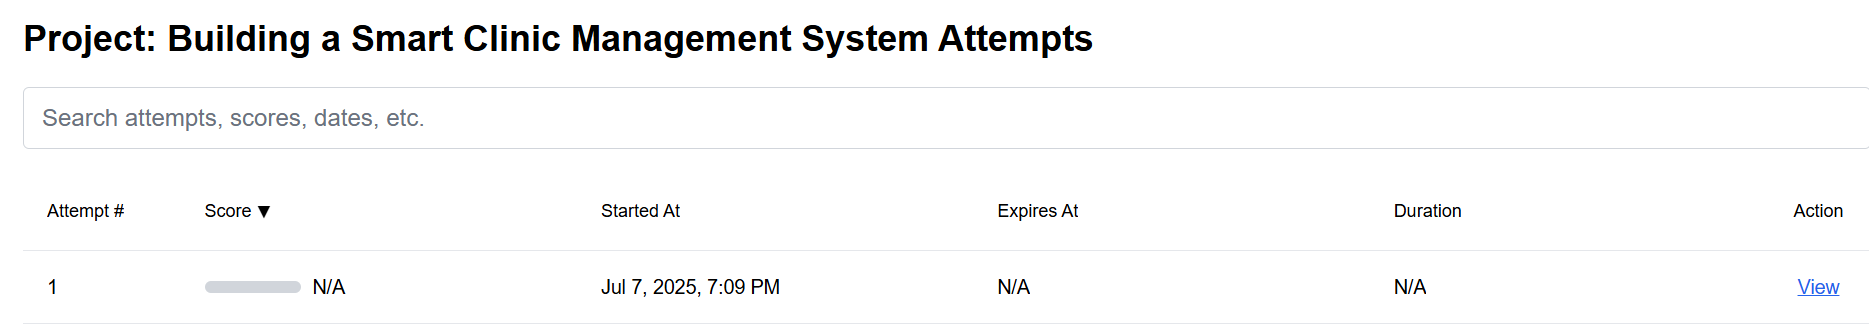 Project: Building a Smart Clinic Management System Attempts
Search attempts, scores, dates, etc.
Attempt # Score ▼ Started At Expires At Duration Action
1 N/A Jul 7, 2025, 7:09 PM N/A N/A View